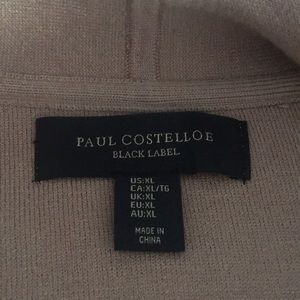 PAUL COSTELLOE
BLACK LABEL
US:XL
CA:XL/TG
UK:XL
EU:XL
AU:XL
MADE IN
CHINA